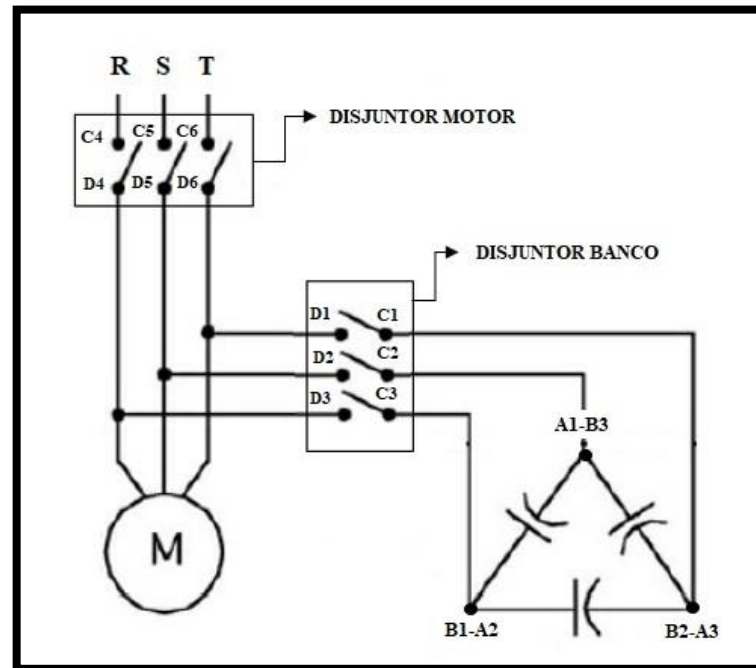 R S T
DISJUNTOR MOTOR
C4 C5 C6
D4 D5 D6
DISJUNTOR BANCO
D1 C1
D2 C2
D3 C3
A1-B3
M
B1-A2 B2-A3